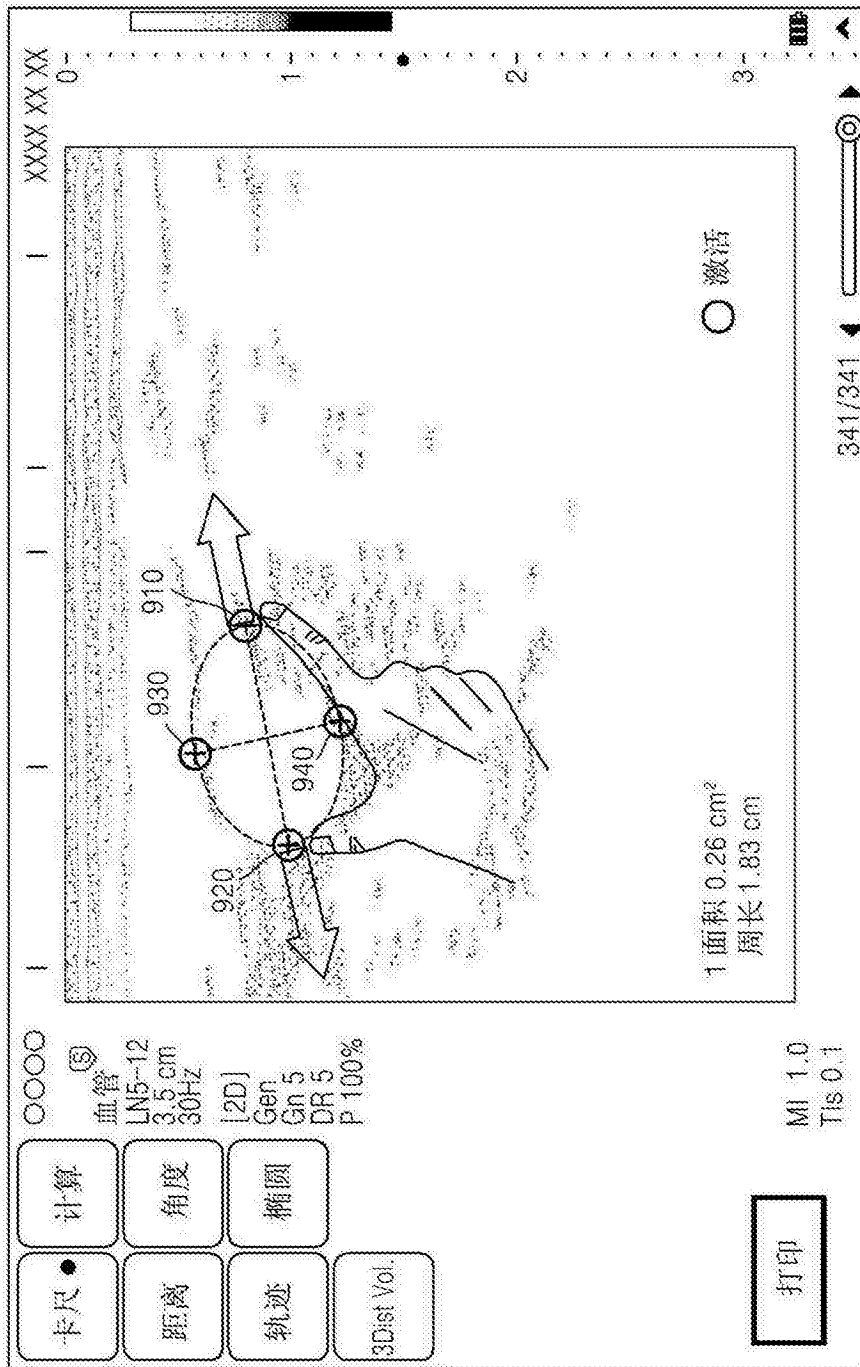 卡尺
计算
距离
角度
轨迹
椭圆
3Dist Vol.
打印
OOOO
S
血管
LN5-12
3.5 cm
30Hz
[2D]
Gen
Gn 5
DR 5
P 100%
MI 1.0
TIs 0.1
XXXX XX XX
0
1
2
3
910
920
930
940
激活
1 面积 0.26 cm²
周长 1.83 cm
341/341